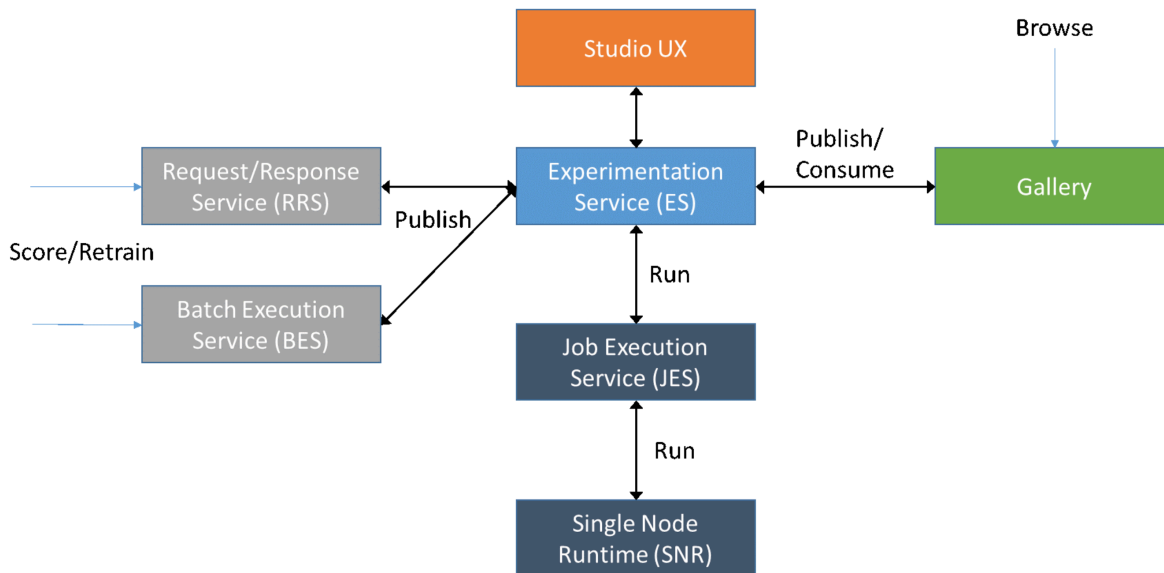 Studio UX
Browse
Publish/
Consume
Request/Response
Service (RRS)
Experimentation
Service (ES)
Gallery
Publish
Score/Retrain
Run
Batch Execution
Service (BES)
Job Execution
Service (JES)
Run
Single Node
Runtime (SNR)